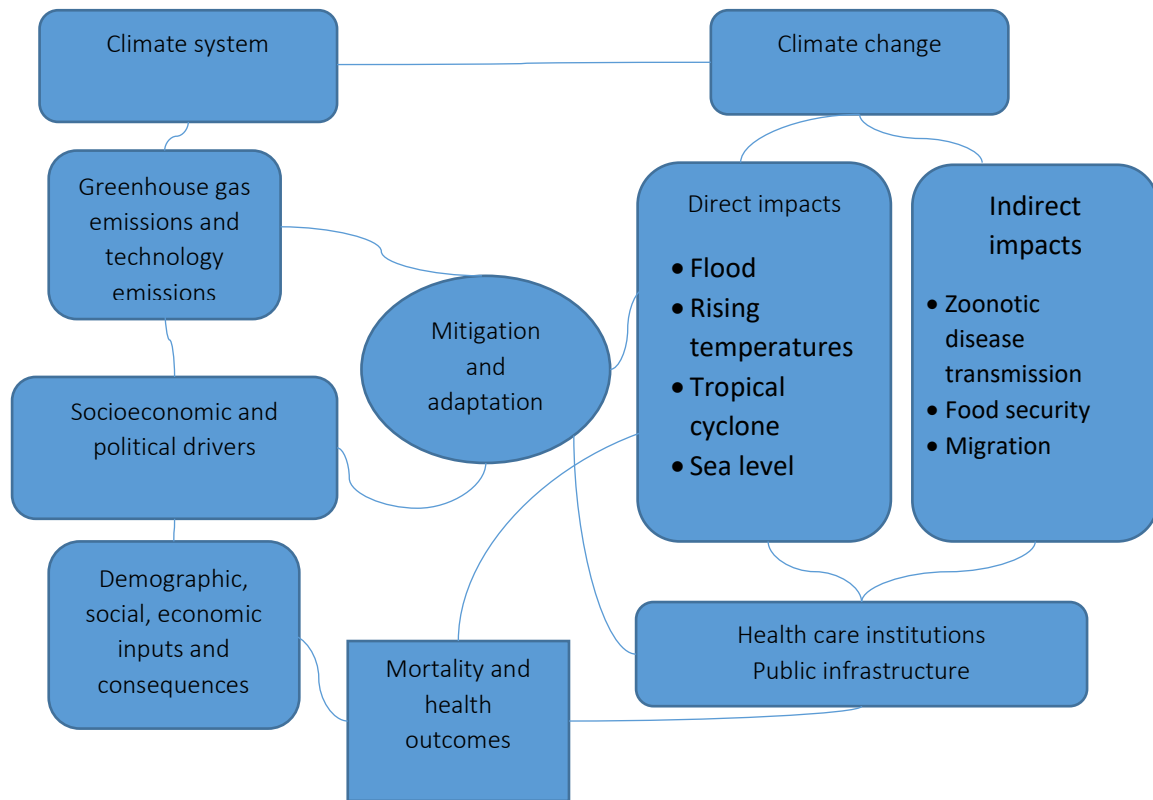 Climate system
Climate change
Greenhouse gas
emissions and
technology
emissions
Direct impacts
• Flood
• Rising
temperatures
• Tropical
cyclone
• Sea level
Indirect
impacts
• Zoonotic
disease
transmission
• Food security
• Migration
Mitigation
and
adaptation
Socioeconomic and
political drivers
Demographic,
social, economic
inputs and
consequences
Mortality and
health
outcomes
Health care institutions
Public infrastructure